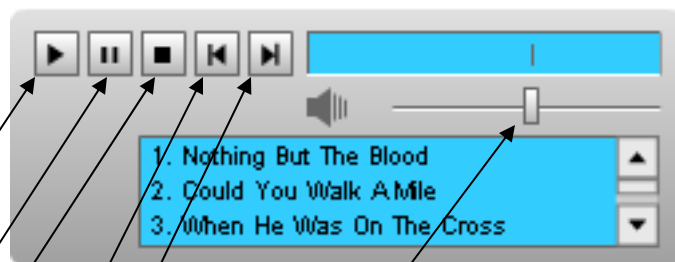 1. Nothing But The Blood
2. Could You Walk A Mile
3. When He Was On The Cross